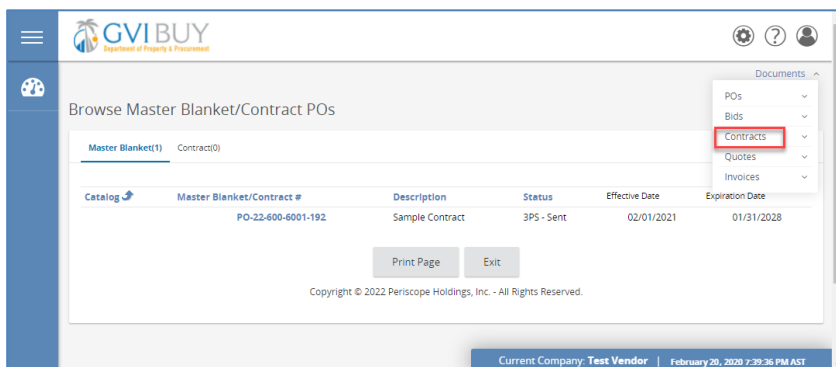 GVI BUY
Department of Property & Procurement
Documents
POs
Bids
Contracts
Quotes
Invoices
Browse Master Blanket/Contract POs
Master Blanket(1) Contract(0)
Catalog Master Blanket/Contract # Description Status Effective Date Expiration Date
PO-22-600-6001-192 Sample Contract 3PS - Sent 02/01/2021 01/31/2028
Print Page Exit
Copyright © 2022 Periscope Holdings, Inc. - All Rights Reserved.
Current Company: Test Vendor | February 20, 2020 7:39:36 PM AST